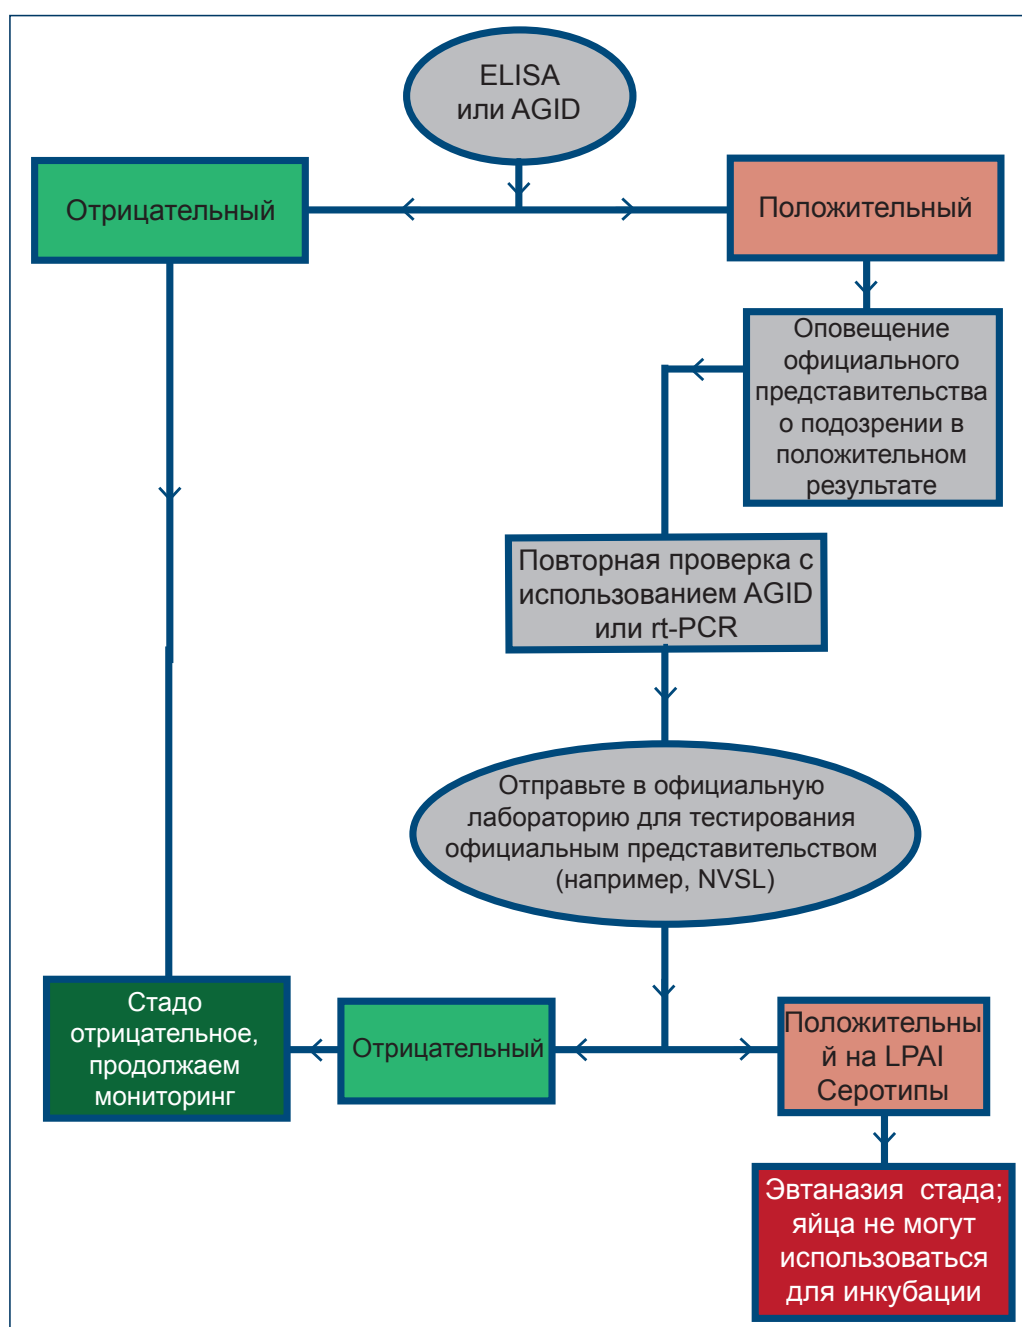 ELISA
или AGID
Отрицательный
Положительный
Оповещение
официального
представительства
о подозрении в
положительном
результате
Повторная проверка с
использованием AGID
или rt-PCR
Отправьте в официальную
лабораторию для тестирования
официальным представительством
(например, NVSL)
Стадо
отрицательное,
продолжаем
мониторинг
Отрицательный
Положительны
й на LPAI
Серотипы
Эвтаназия стада;
яйца не могут
использоваться
для инкубации